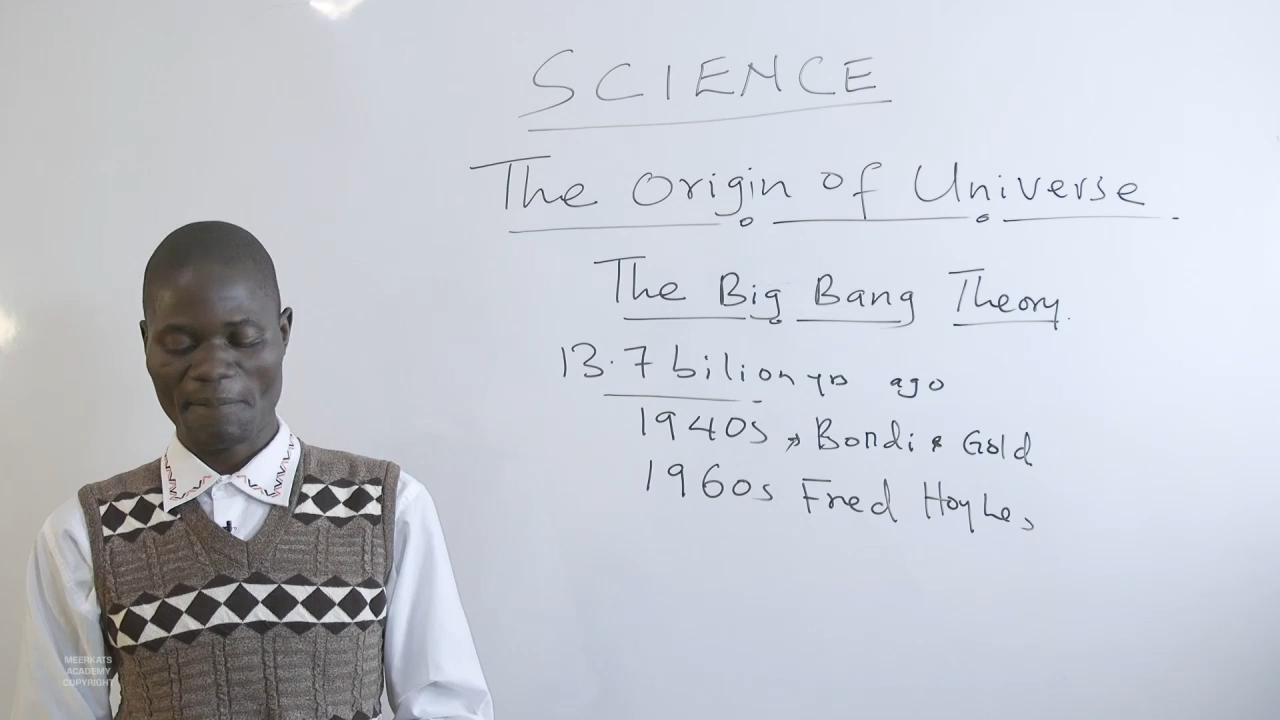 SCIENCE
The Origin of Universe
The Big Bang Theory.
13.7 bilion yrs ago
1940s, Bondi & Gold
1960s Fred Hoyhes
MEERKATS
ACADEMY
COPYRIGHT